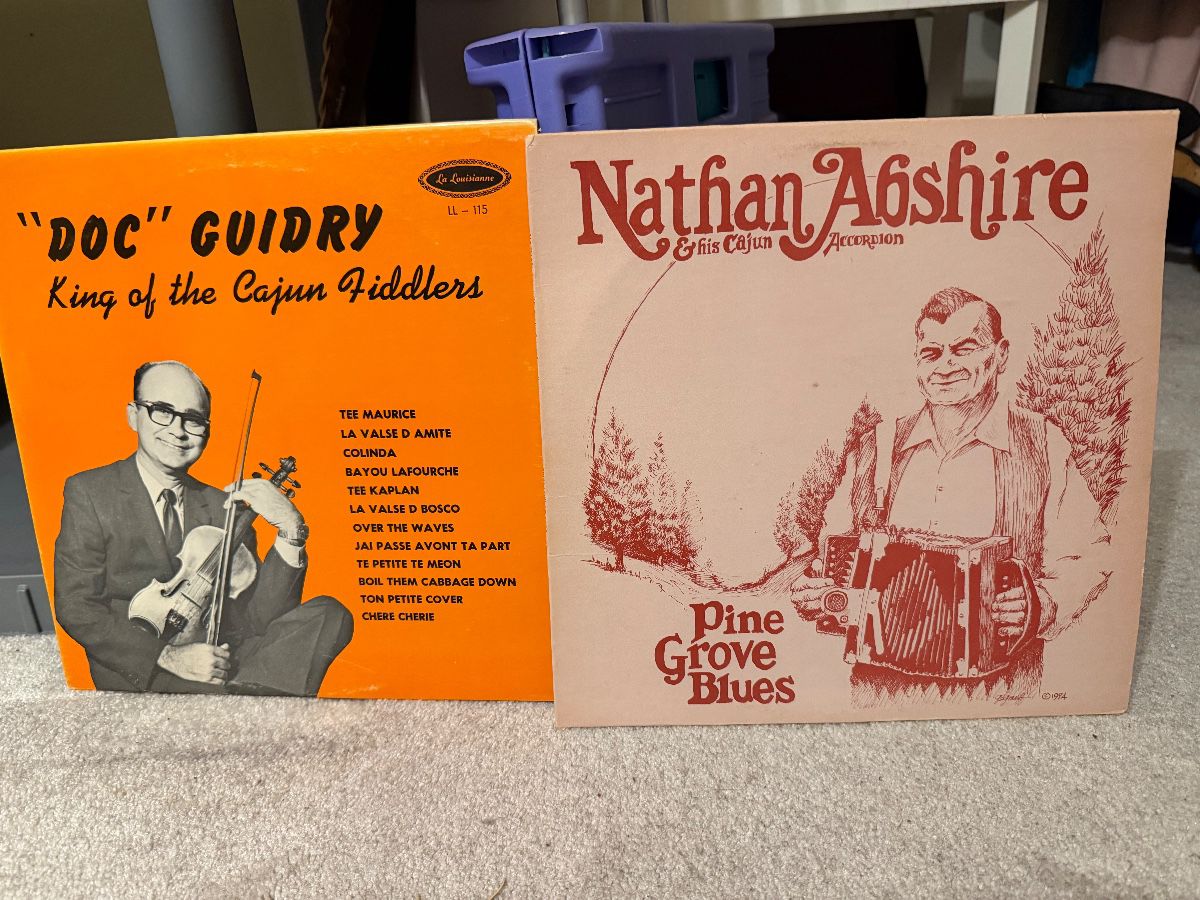 La Louisianne
LL - 115
"DOC" GUIDRY
King of the Cajun Fiddlers
TEE MAURICE
LA VALSE D AMITE
COLINDA
BAYOU LAFOURCHE
TEE KAPLAN
LA VALSE D BOSCO
OVER THE WAVES
JAI PASSE AVONT TA PART
TE PETITE TE MEON
BOIL THEM CABBAGE DOWN
TON PETITE COVER
CHERE CHERIE
Nathan Abshire
& his Cajun Accordion
Pine
Grove
Blues
©1974